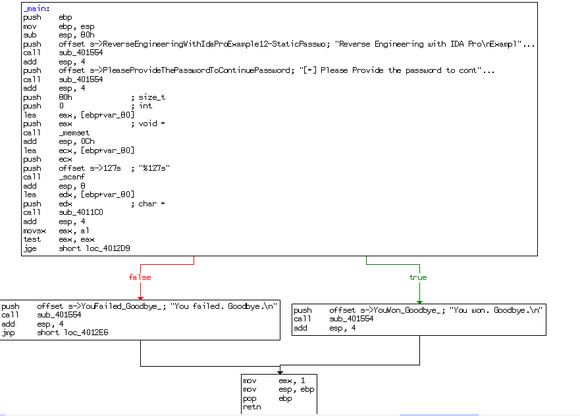 _main:
push ebp
mov ebp, esp
sub esp, 80h
push offset s->ReverseEngineeringWithIdaProExample12-StaticPasswo; "Reverse Engineering with IDA Pro\nExampl"...
call sub_401554
add esp, 4
push offset s->PleaseProvideThePasswordToContinuePassword; "[*] Please Provide the password to cont"...
call sub_401554
add esp, 4
push 80h ; size_t
push 0 ; int
lea eax, [ebp+var_80]
push eax ; void *
call _memset
add esp, 0Ch
lea ecx, [ebp+var_80]
push ecx
push offset s->127s ; "%127s"
call _scanf
add esp, 8
lea edx, [ebp+var_80]
push edx ; char *
call sub_4011C0
add esp, 4
movsx eax, al
test eax, eax
jge short loc_4012D9
false
true
push offset s->YouFailed_Goodbye_; "You failed. Goodbye.\n"
call sub_401554
add esp, 4
jmp short loc_4012E6
push offset s->YouWon_Goodbye_; "You won. Goodbye.\n"
call sub_401554
add esp, 4
mov eax, 1
mov esp, ebp
pop ebp
retn